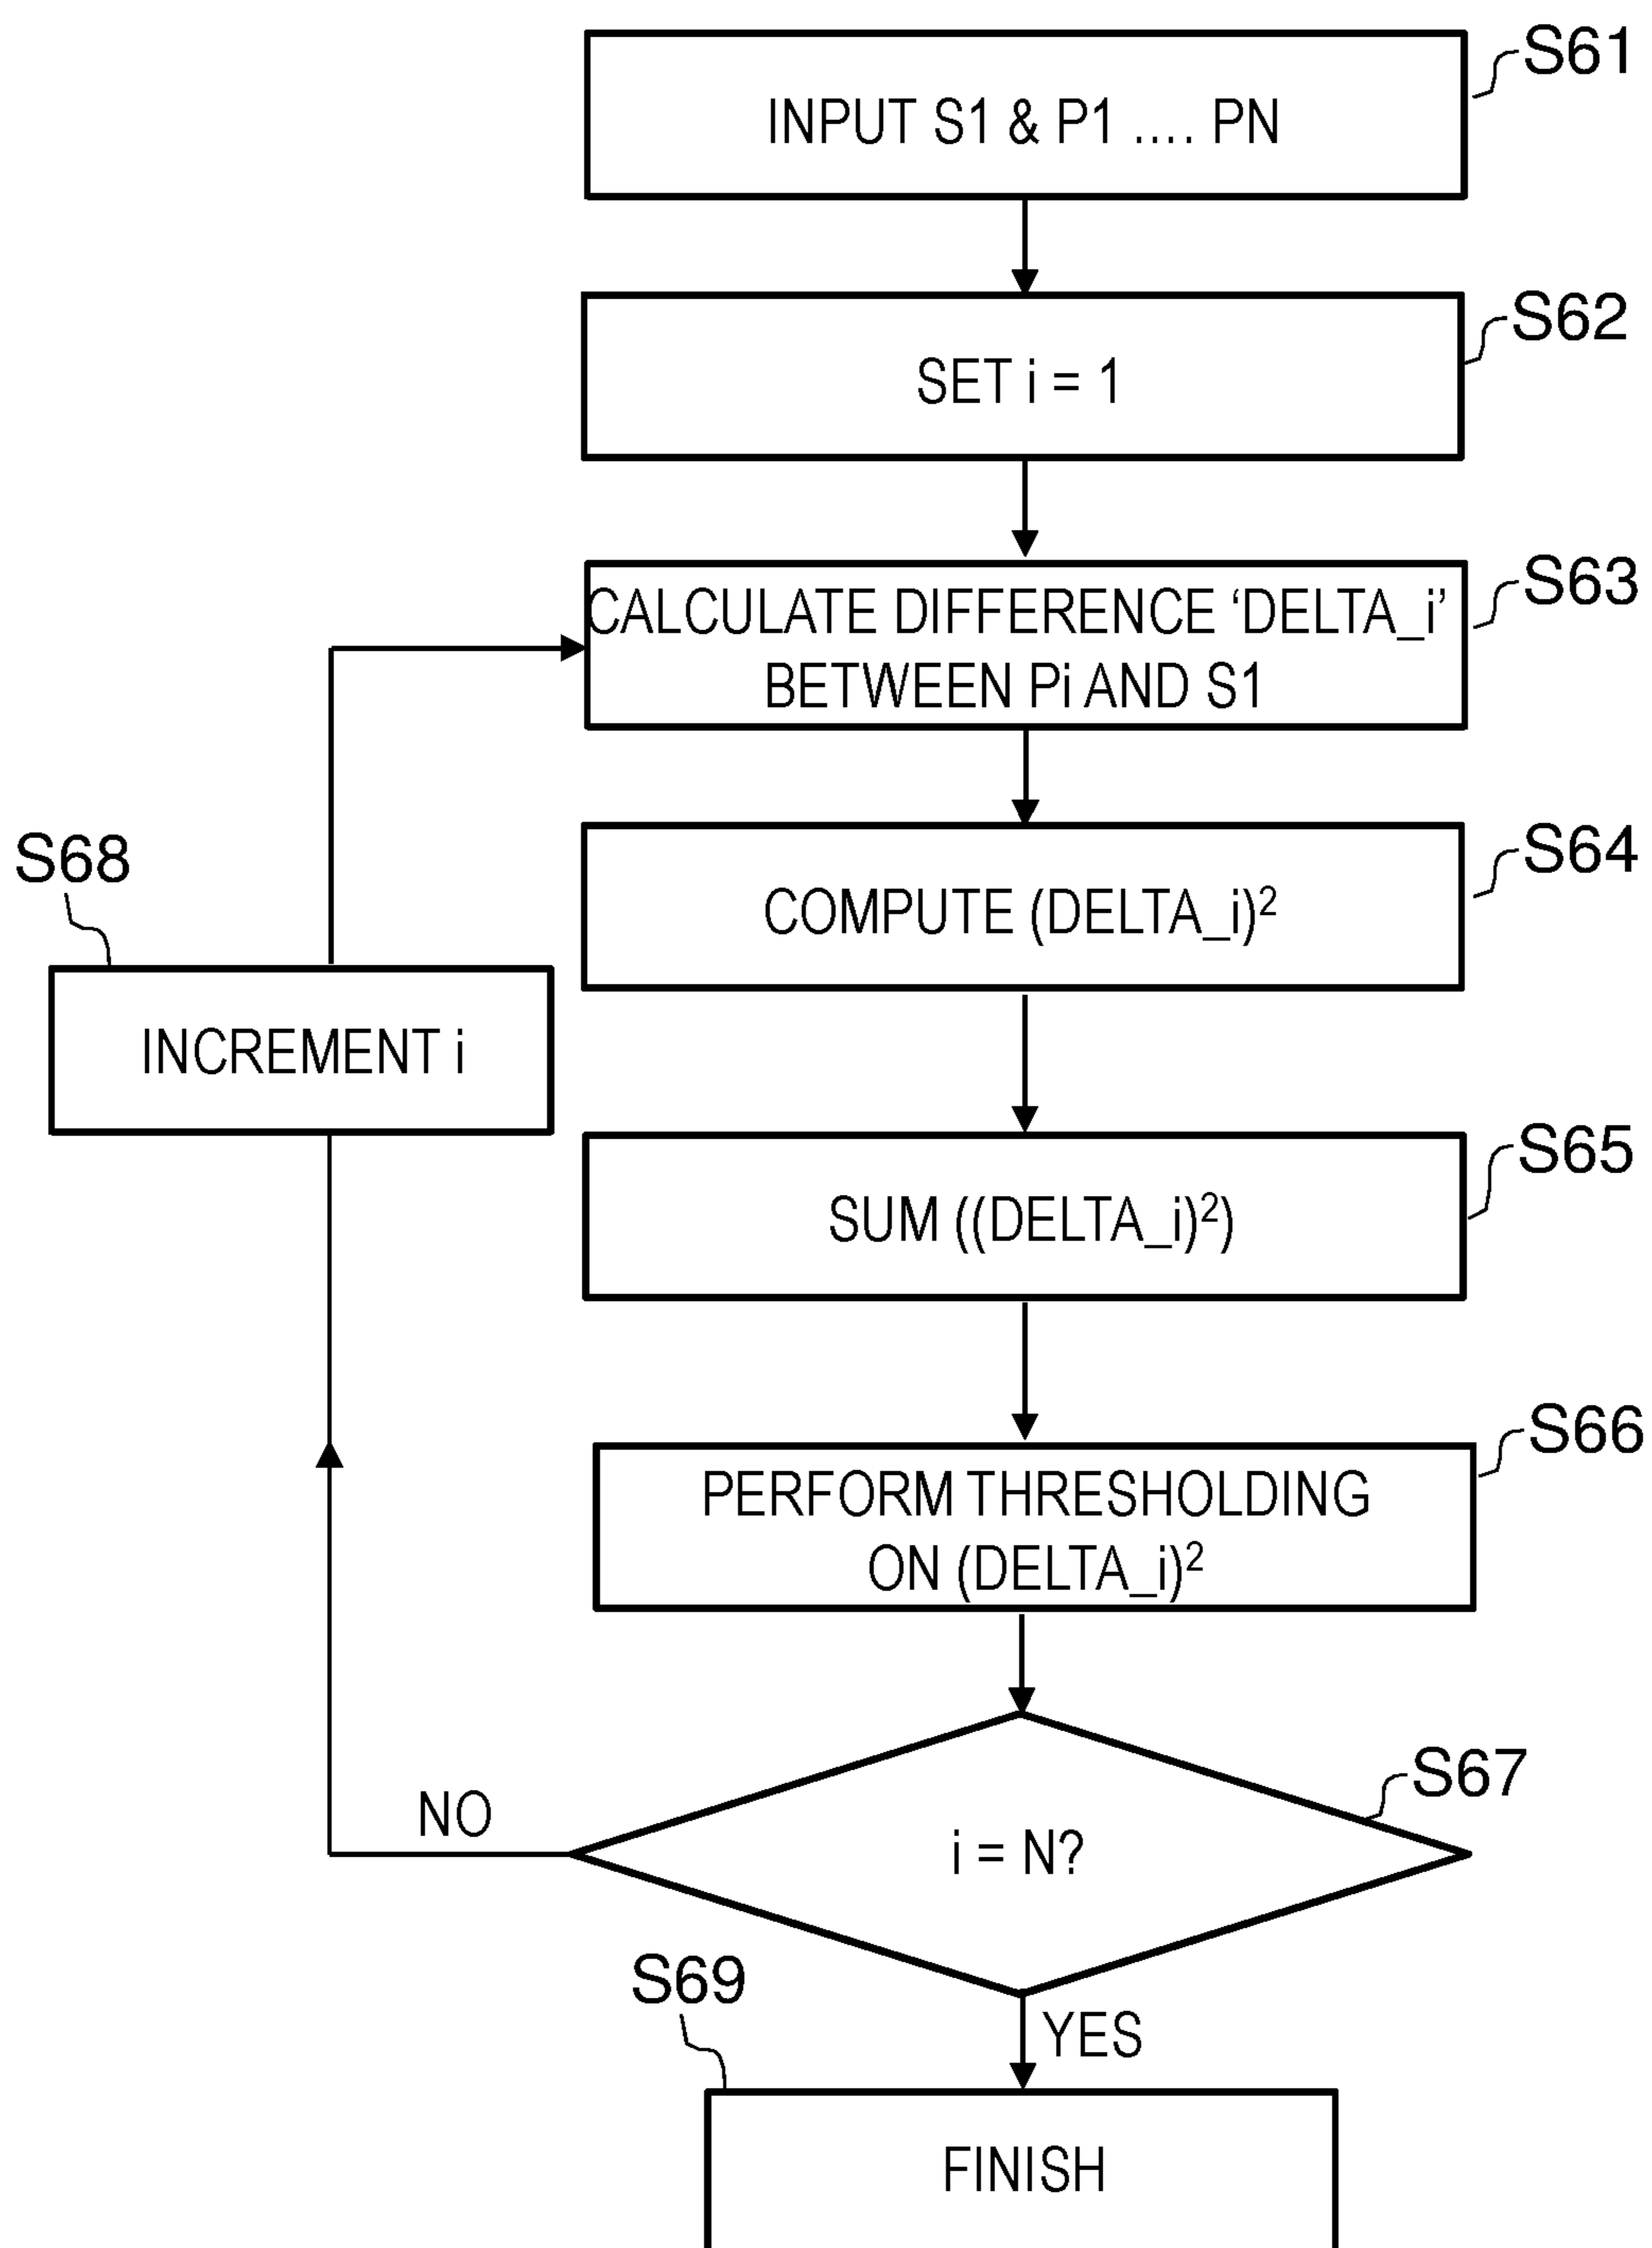 S61
INPUT S1 & P1 .... PN
S62
SET i = 1
S63
CALCULATE DIFFERENCE ‘DELTA_i’
BETWEEN Pi AND S1
S64
COMPUTE (DELTA_i)²
S68
INCREMENT i
S65
SUM ((DELTA_i)²)
S66
PERFORM THRESHOLDING
ON (DELTA_i)²
S67
i = N?
NO
YES
S69
FINISH